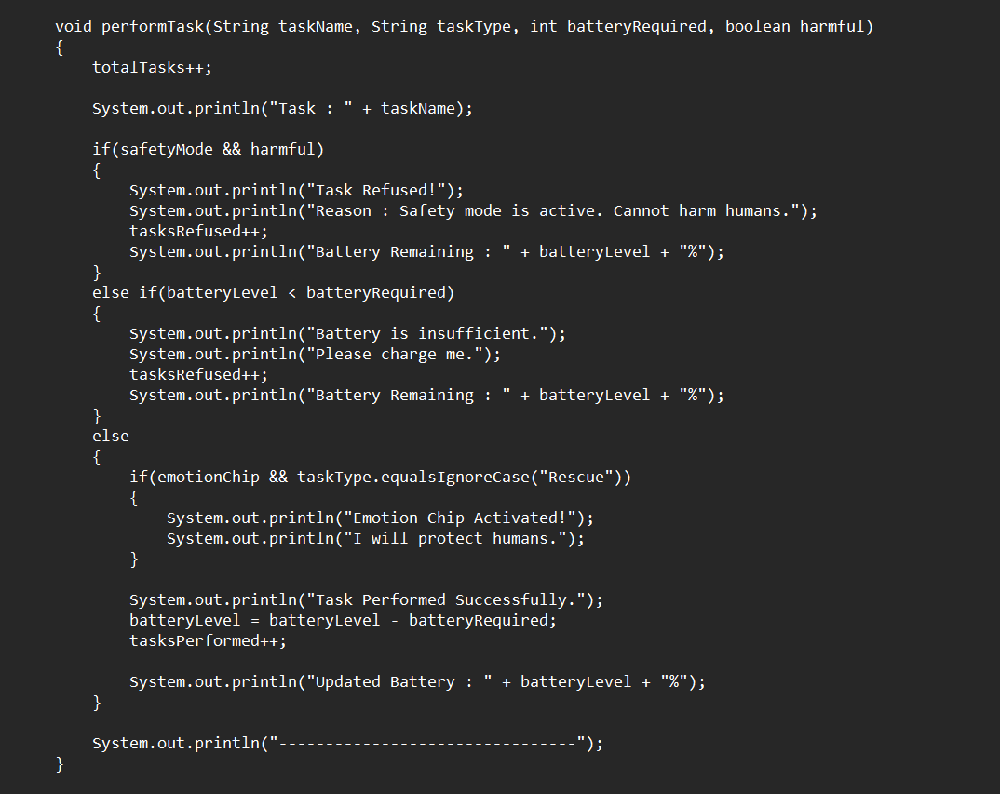 void performTask(String taskName, String taskType, int batteryRequired, boolean harmful)
{
    totalTasks++;

    System.out.println("Task : " + taskName);

    if(safetyMode && harmful)
    {
        System.out.println("Task Refused!");
        System.out.println("Reason : Safety mode is active. Cannot harm humans.");
        tasksRefused++;
        System.out.println("Battery Remaining : " + batteryLevel + "%");
    }
    else if(batteryLevel < batteryRequired)
    {
        System.out.println("Battery is insufficient.");
        System.out.println("Please charge me.");
        tasksRefused++;
        System.out.println("Battery Remaining : " + batteryLevel + "%");
    }
    else
    {
        if(emotionChip && taskType.equalsIgnoreCase("Rescue"))
        {
            System.out.println("Emotion Chip Activated!");
            System.out.println("I will protect humans.");
        }

        System.out.println("Task Performed Successfully.");
        batteryLevel = batteryLevel - batteryRequired;
        tasksPerformed++;

        System.out.println("Updated Battery : " + batteryLevel + "%");
    }

    System.out.println("--------------------------------");
}